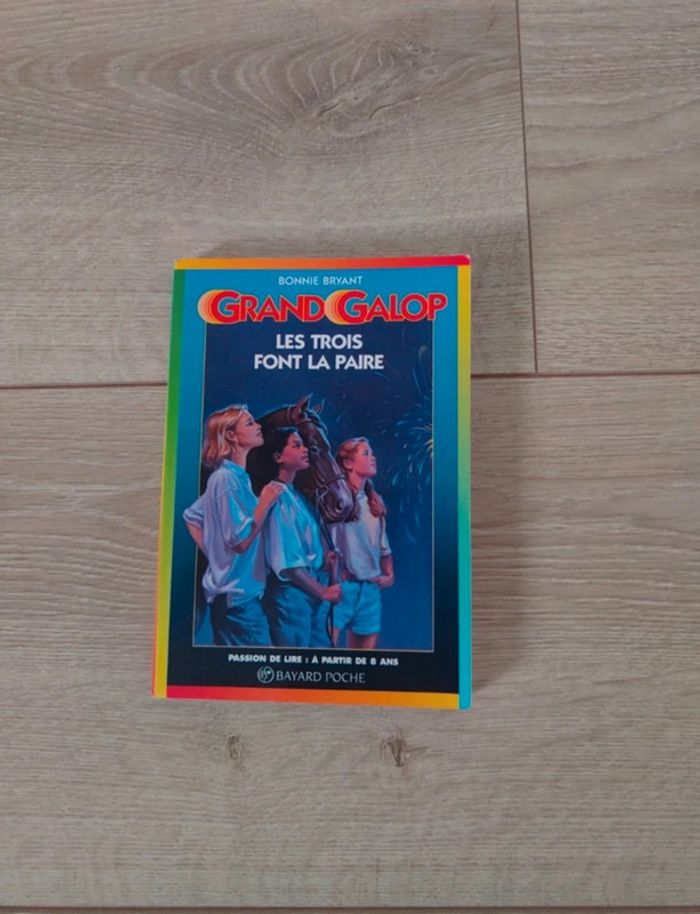 BONNIE BRYANT
GRAND GALOP
LES TROIS
FONT LA PAIRE
PASSION DE LIRE : À PARTIR DE 8 ANS
BAYARD POCHE